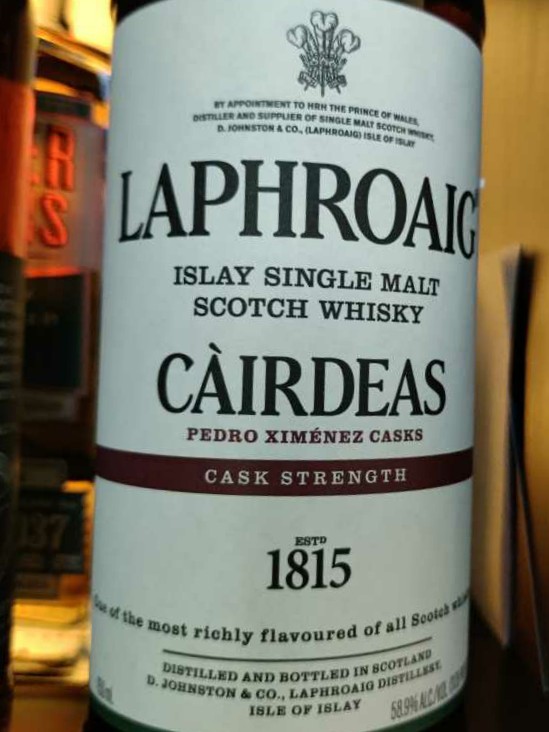 BY APPOINTMENT TO HRH THE PRINCE OF WALES,
DISTILLER AND SUPPLIER OF SINGLE MALT SCOTCH WHISKY,
D. JOHNSTON & CO., (LAPHROAIG) ISLE OF ISLAY
LAPHROAIG
ISLAY SINGLE MALT
SCOTCH WHISKY
CÀIRDEAS
PEDRO XIMÉNEZ CASKS
CASK STRENGTH
ESTD
1815
One of the most richly flavoured of all Scotch
DISTILLED AND BOTTLED IN SCOTLAND
D. JOHNSTON & CO., LAPHROAIG DISTILLERY,
ISLE OF ISLAY
58.9% ALC./VOL.